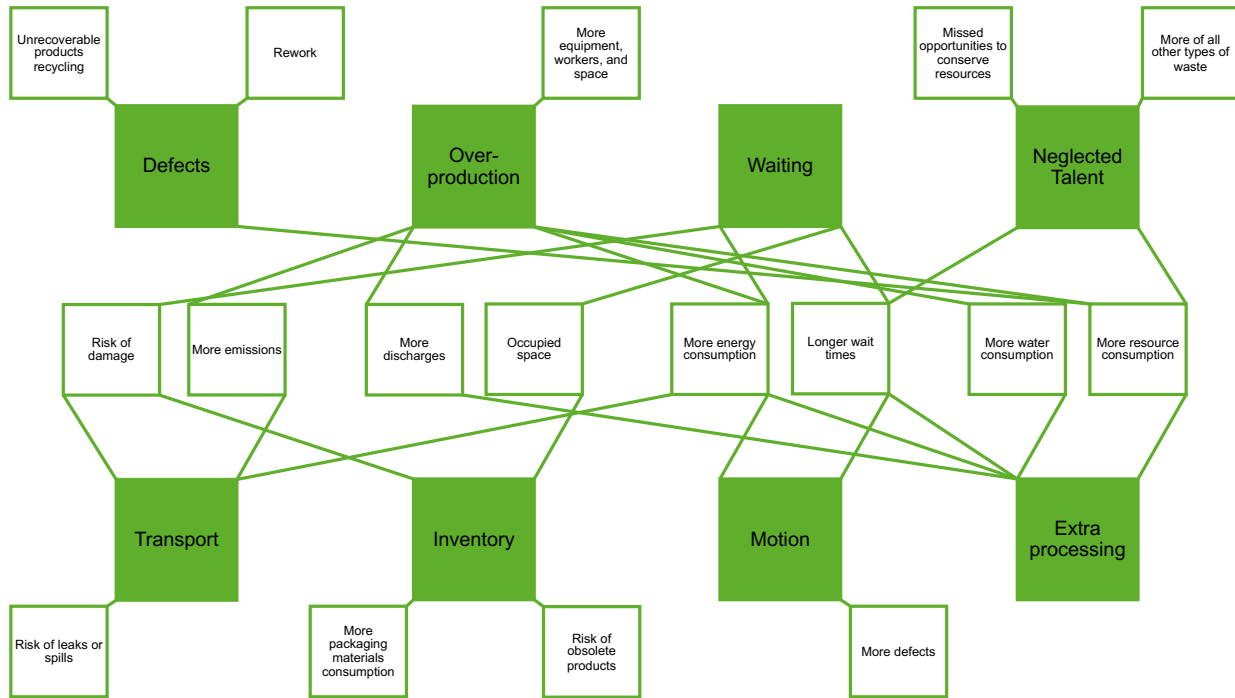 Unrecoverable
products
recycling
Rework
More
equipment,
workers, and
space
Missed
opportunities to
conserve
resources
More of all
other types of
waste
Defects
Over-
production
Waiting
Neglected
Talent
Risk of
damage
More emissions
More
discharges
Occupied
space
More energy
consumption
Longer wait
times
More water
consumption
More resource
consumption
Transport
Inventory
Motion
Extra
processing
Risk of leaks or
spills
More
packaging
materials
consumption
Risk of
obsolete
products
More defects